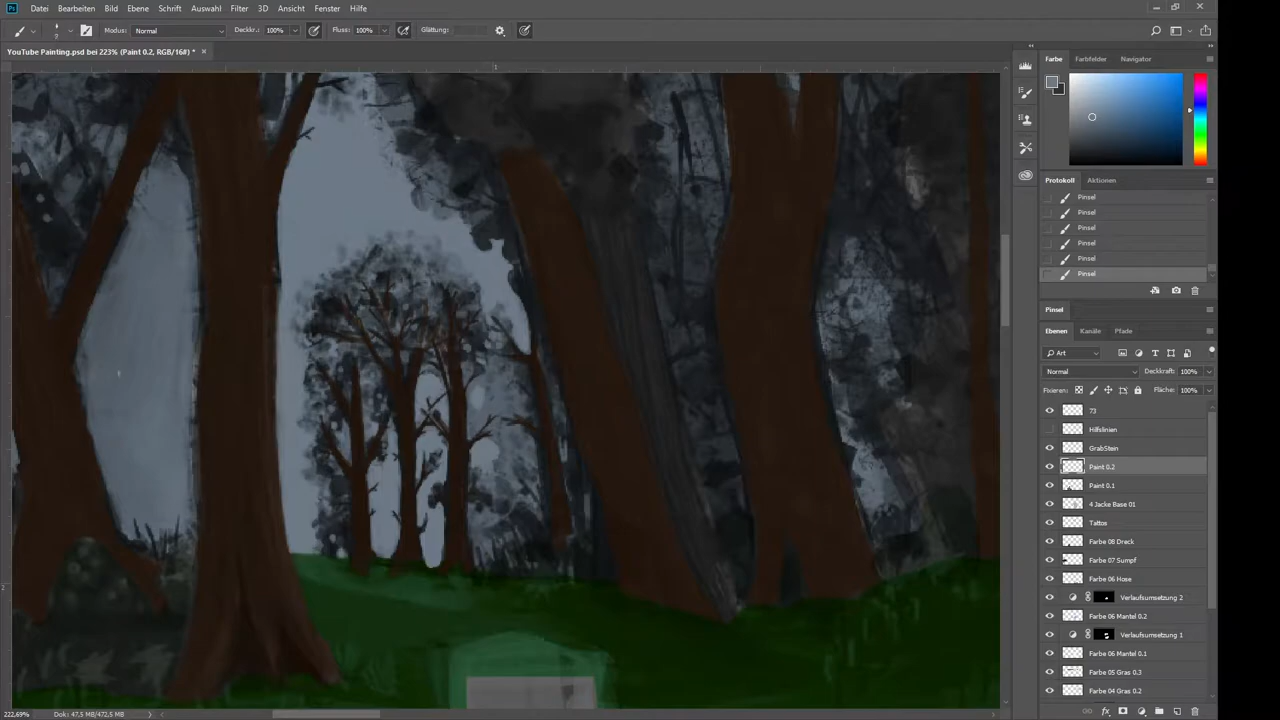 Ps Datei Bearbeiten Bild Ebene Schrift Auswahl Filter 3D Ansicht Fenster Hilfe
Modus: Normal Deckkr.: 100% Fluss: 100% Glättung:
YouTube Painting.psd bei 223% (Paint 0.2, RGB/16#) * ×
1
2
Farbe Farbfelder Navigator
Protokoll Aktionen
Pinsel
Pinsel
Pinsel
Pinsel
Pinsel
Pinsel
Pinsel
Ebenen Kanäle Pfade
Art
Normal Deckkraft: 100%
Fixieren: Fläche: 100%
73
Hilfslinien
GrabStein
Paint 0.2
Paint 0.1
4 Jacke Base 01
Tattos
Farbe 08 Dreck
Farbe 07 Sumpf
Farbe 06 Hose
Verlaufsumsetzung 2
Farbe 06 Mantel 0.2
Verlaufsumsetzung 1
Farbe 06 Mantel 0.1
Farbe 05 Gras 0.2
Farbe 04 Gras 0.2
222,69% Dok: 47,5 MB/472,5 MB